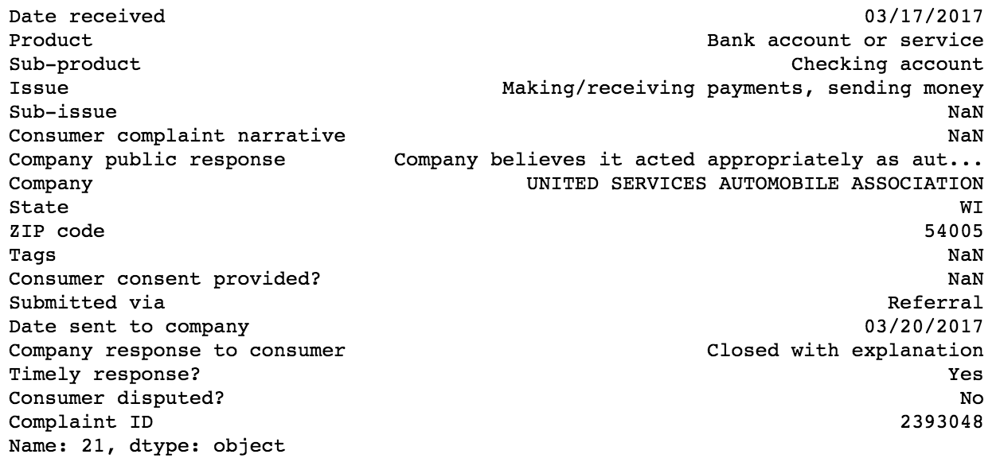 Date received 03/17/2017
Product Bank account or service
Sub-product Checking account
Issue Making/receiving payments, sending money
Sub-issue NaN
Consumer complaint narrative NaN
Company public response Company believes it acted appropriately as aut...
Company UNITED SERVICES AUTOMOBILE ASSOCIATION
State WI
ZIP code 54005
Tags NaN
Consumer consent provided? NaN
Submitted via Referral
Date sent to company 03/20/2017
Company response to consumer Closed with explanation
Timely response? Yes
Consumer disputed? No
Complaint ID 2393048
Name: 21, dtype: object